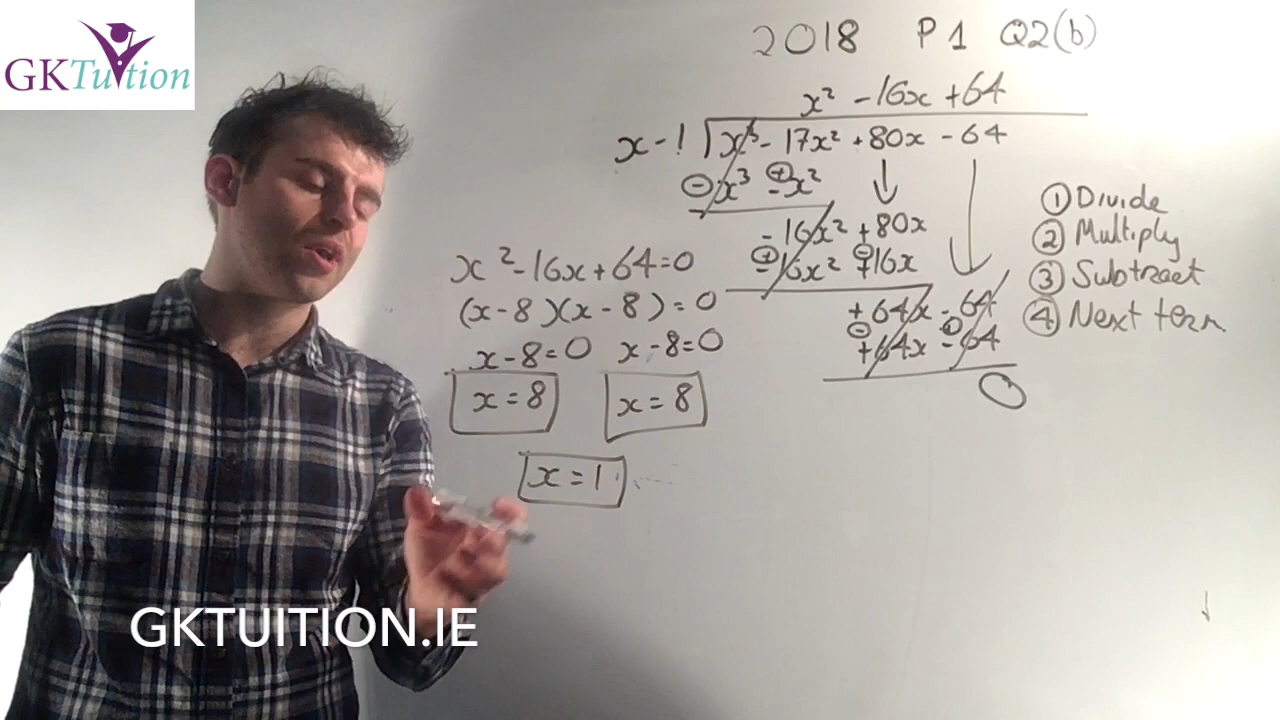 GKTuition
2018 P1 Q2(b)
x² -16x +64
x-1 x³ - 17x² +80x - 64
⊖ x³ ⊕ - x²
- 16x² +80x
⊕ - 16x² ⊖ +16x
+ 64x - 64
⊖ +64x ⊕ - 64
0
① Divide
② Multiply
③ Subtract
④ Next term
x² -16x + 64 = 0
(x-8)(x-8) = 0
x-8=0 x-8=0
x = 8 x = 8
x = 1
GKTUITION.IE